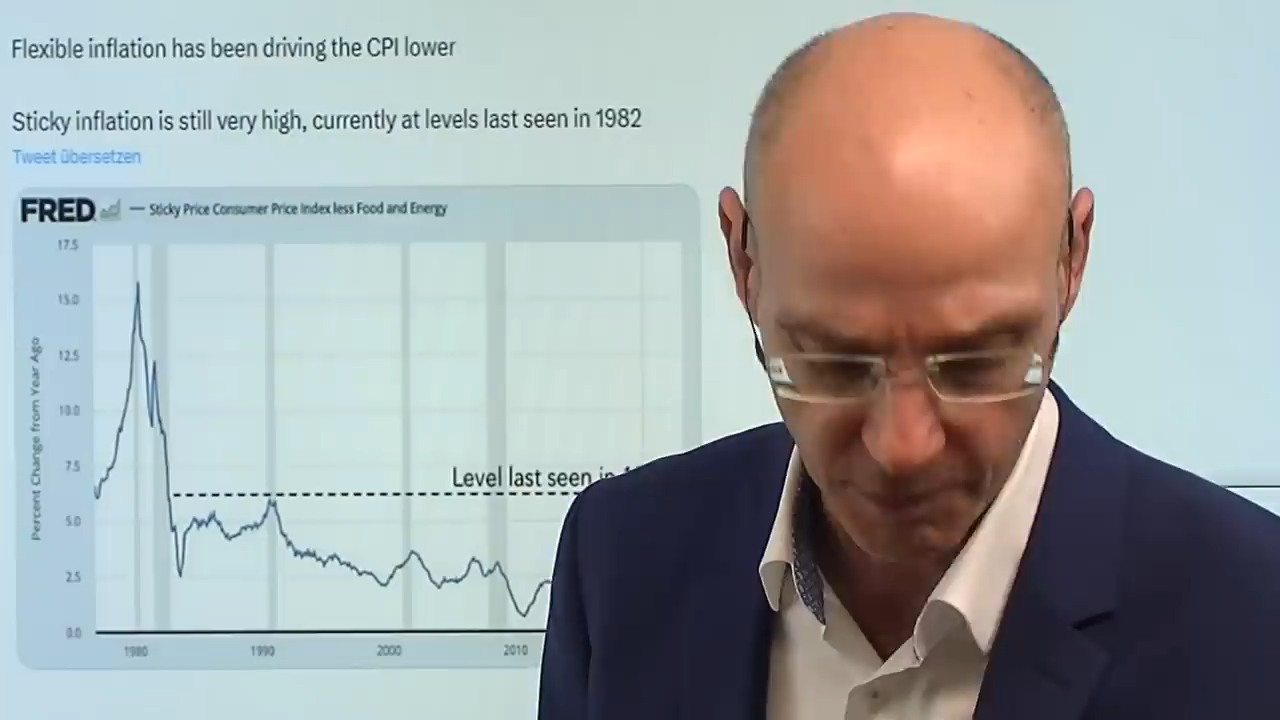 Flexible inflation has been driving the CPI lower
Sticky inflation is still very high, currently at levels last seen in 1982
Tweet übersetzen
FRED — Sticky Price Consumer Price Index less Food and Energy
17.5
15.0
12.5
10.0
7.5
5.0
2.5
0.0
Percent Change from Year Ago
Level last seen in
1980 1990 2000 2010